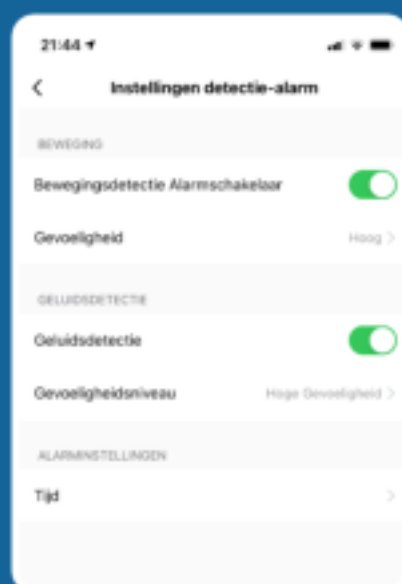 21:44
Instellingen detectie-alarm
BEWEGING
Bewegingsdetectie Alarmschakelaar
Gevoeligheid Hoog
GELUIDSDETECTIE
Geluidsdetectie
Gevoeligheidsniveau Hoge Gevoeligheid
ALARMINSTELLINGEN
Tijd